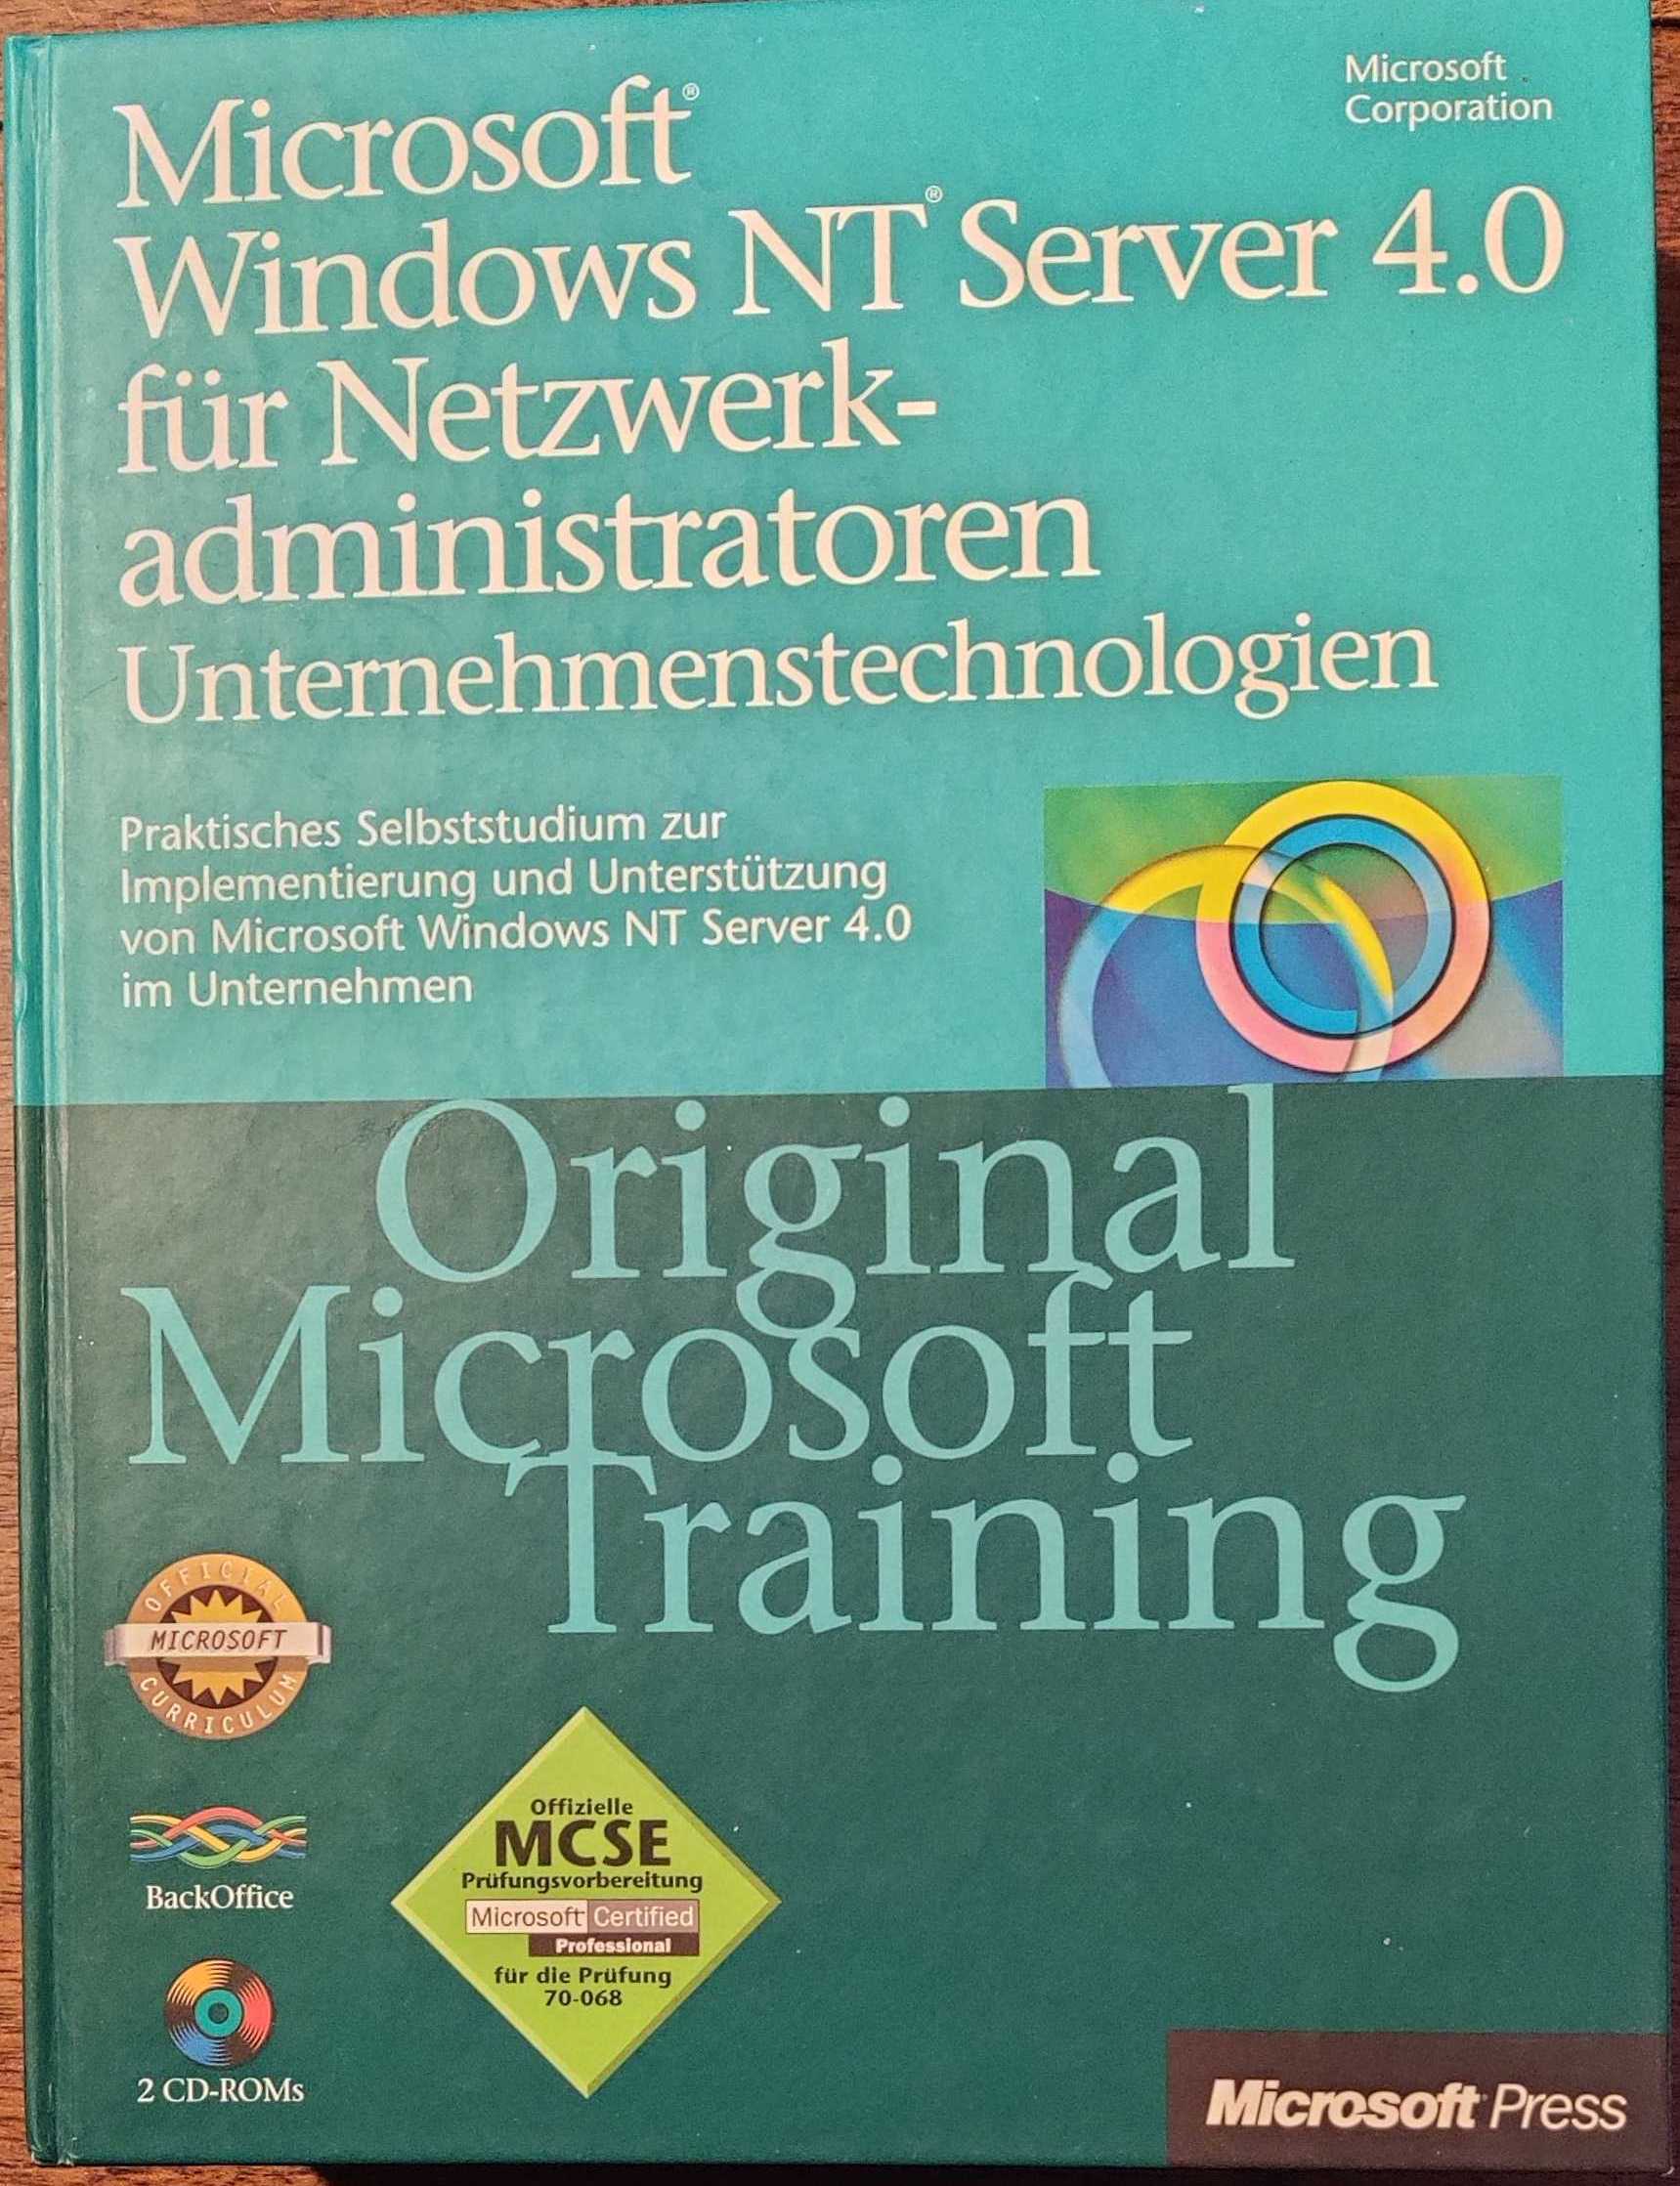 Microsoft
Corporation
Microsoft®
Windows NT® Server 4.0
für Netzwerk-
administratoren
Unternehmenstechnologien
Praktisches Selbststudium zur
Implementierung und Unterstützung
von Microsoft Windows NT Server 4.0
im Unternehmen
Original
Microsoft
Training
OFFICIAL
MICROSOFT
CURRICULUM
BackOffice
2 CD-ROMs
Offizielle
MCSE
Prüfungsvorbereitung
Microsoft Certified
Professional
für die Prüfung
70-068
Microsoft Press